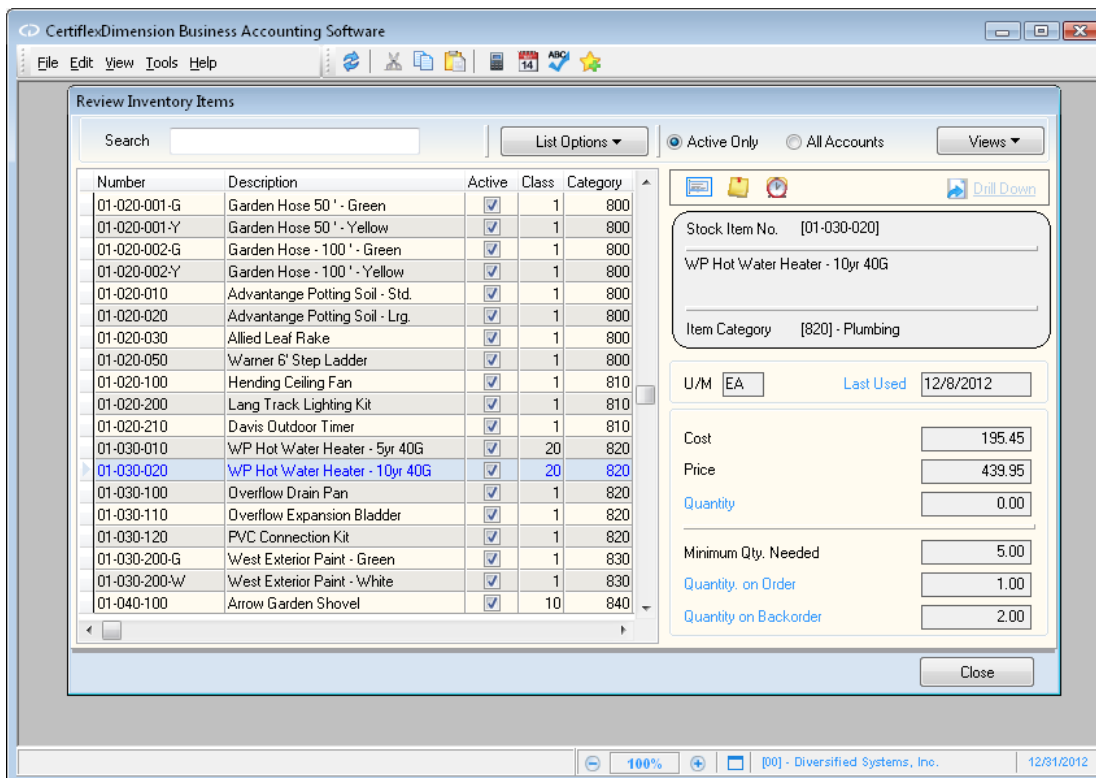 CertiflexDimension Business Accounting Software
File Edit View Tools Help
14 ABC
Review Inventory Items
Search List Options Active Only All Accounts Views
Number Description Active Class Category
01-020-001-G Garden Hose 50 ' - Green 1 800
01-020-001-Y Garden Hose 50 ' - Yellow 1 800
01-020-002-G Garden Hose - 100 ' - Green 1 800
01-020-002-Y Garden Hose - 100 ' - Yellow 1 800
01-020-010 Advantange Potting Soil - Std. 1 800
01-020-020 Advantange Potting Soil - Lrg. 1 800
01-020-030 Allied Leaf Rake 1 800
01-020-050 Warner 6' Step Ladder 1 800
01-020-100 Hending Ceiling Fan 1 810
01-020-200 Lang Track Lighting Kit 1 810
01-020-210 Davis Outdoor Timer 1 810
01-030-010 WP Hot Water Heater - 5yr 40G 20 820
01-030-020 WP Hot Water Heater - 10yr 40G 20 820
01-030-100 Overflow Drain Pan 1 820
01-030-110 Overflow Expansion Bladder 1 820
01-030-120 PVC Connection Kit 1 820
01-030-200-G West Exterior Paint - Green 1 830
01-030-200-W West Exterior Paint - White 1 830
01-040-100 Arrow Garden Shovel 10 840
Drill Down
Stock Item No. [01-030-020]
WP Hot Water Heater - 10yr 40G
Item Category [820] - Plumbing
U/M EA Last Used 12/8/2012
Cost 195.45
Price 439.95
Quantity 0.00
Minimum Qty. Needed 5.00
Quantity. on Order 1.00
Quantity on Backorder 2.00
Close
100% [00] - Diversified Systems, Inc. 12/31/2012